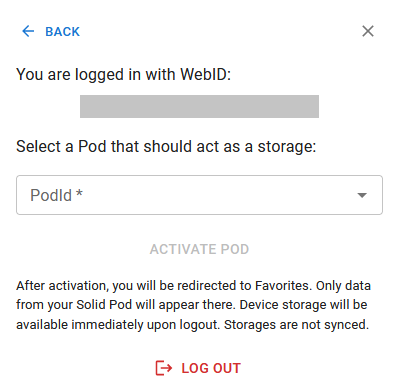 BACK
You are logged in with WebID:
Select a Pod that should act as a storage:
PodId *
ACTIVATE POD
After activation, you will be redirected to Favorites. Only data
from your Solid Pod will appear there. Device storage will be
available immediately upon logout. Storages are not synced.
LOG OUT